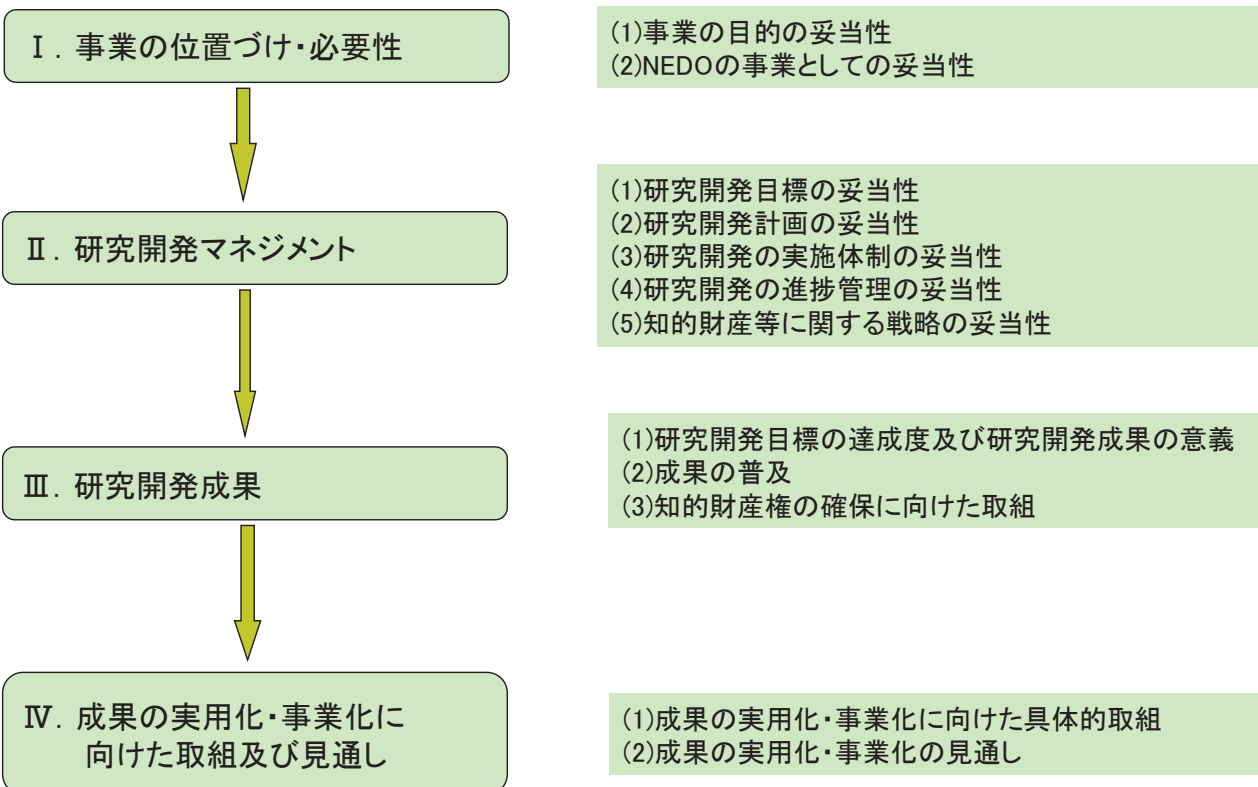 Ⅰ．事業の位置づけ・必要性
(1)事業の目的の妥当性
(2)NEDOの事業としての妥当性
Ⅱ．研究開発マネジメント
(1)研究開発目標の妥当性
(2)研究開発計画の妥当性
(3)研究開発の実施体制の妥当性
(4)研究開発の進捗管理の妥当性
(5)知的財産等に関する戦略の妥当性
Ⅲ．研究開発成果
(1)研究開発目標の達成度及び研究開発成果の意義
(2)成果の普及
(3)知的財産権の確保に向けた取組
Ⅳ．成果の実用化・事業化に
向けた取組及び見通し
(1)成果の実用化・事業化に向けた具体的取組
(2)成果の実用化・事業化の見通し